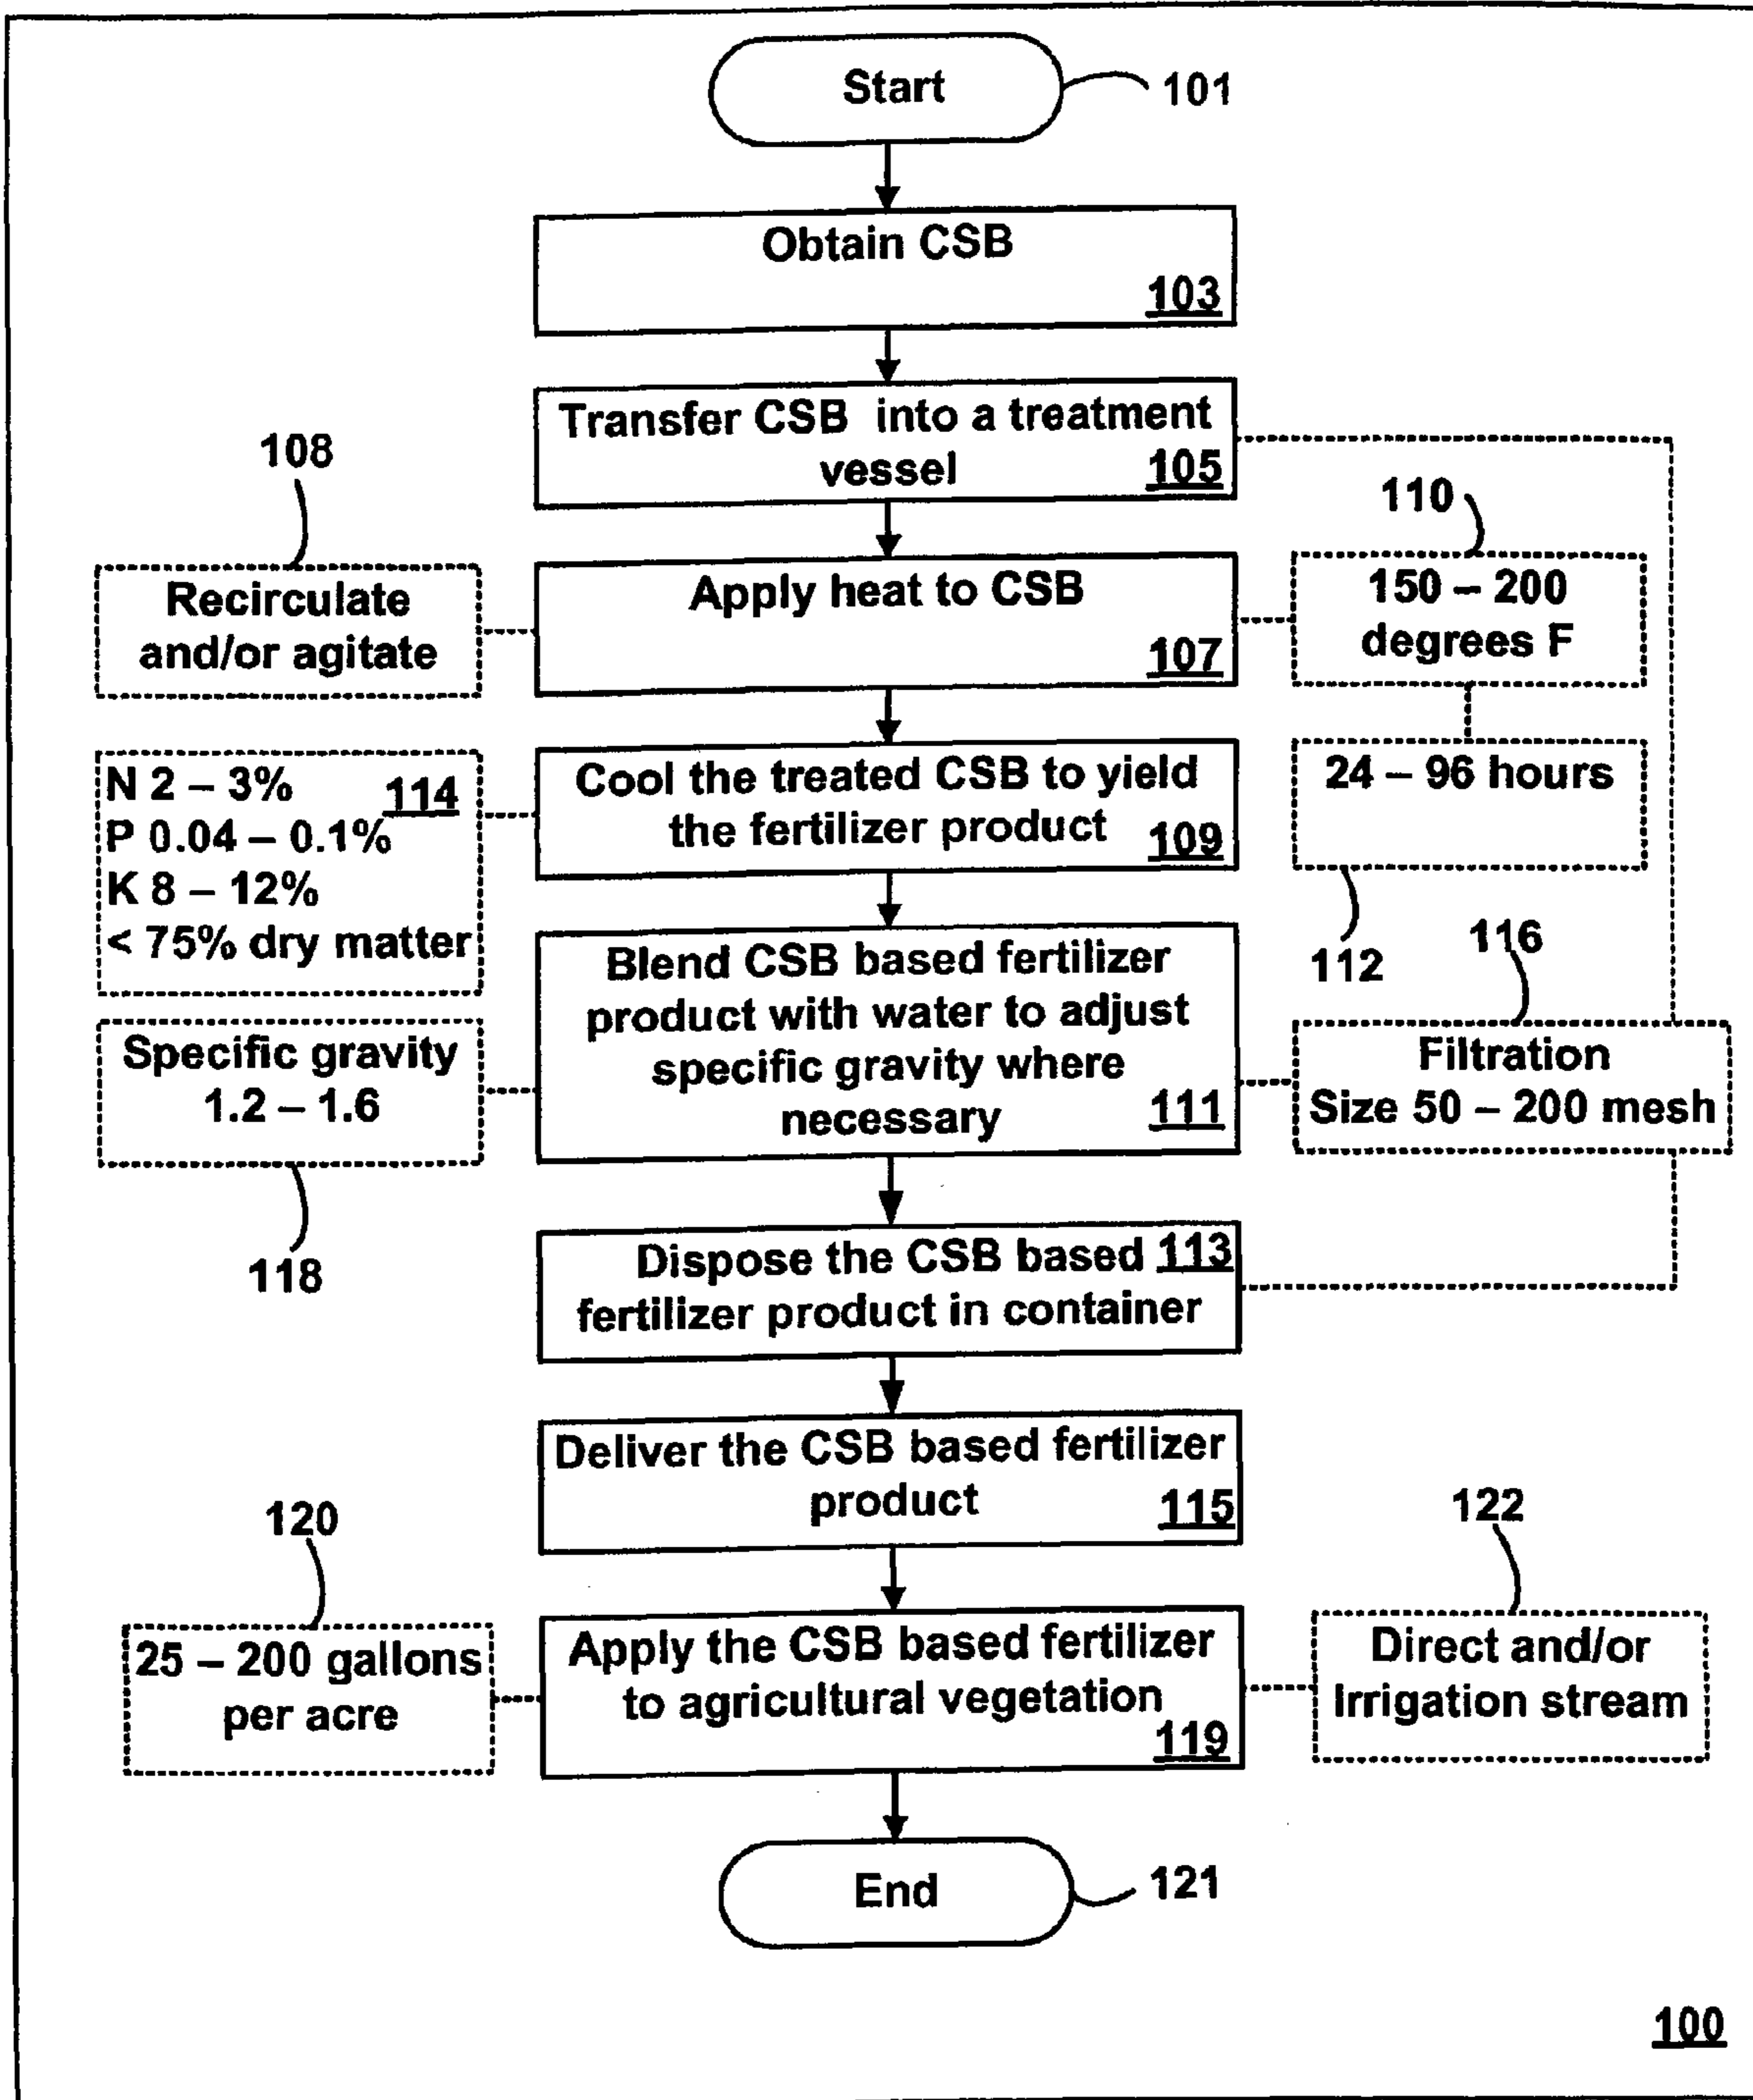 Start
101
Obtain CSB
103
Transfer CSB into a treatment
vessel
105
108
110
Recirculate
and/or agitate
Apply heat to CSB
107
150 – 200
degrees F
N 2 – 3%
114
P 0.04 – 0.1%
K 8 – 12%
< 75% dry matter
Cool the treated CSB to yield
the fertilizer product
109
24 – 96 hours
112
116
Specific gravity
1.2 – 1.6
118
Blend CSB based fertilizer
product with water to adjust
specific gravity where
necessary
111
Filtration
Size 50 – 200 mesh
Dispose the CSB based 113
fertilizer product in container
Deliver the CSB based fertilizer
product
115
120
122
25 – 200 gallons
per acre
Apply the CSB based fertilizer
to agricultural vegetation
119
Direct and/or
Irrigation stream
End
121
100